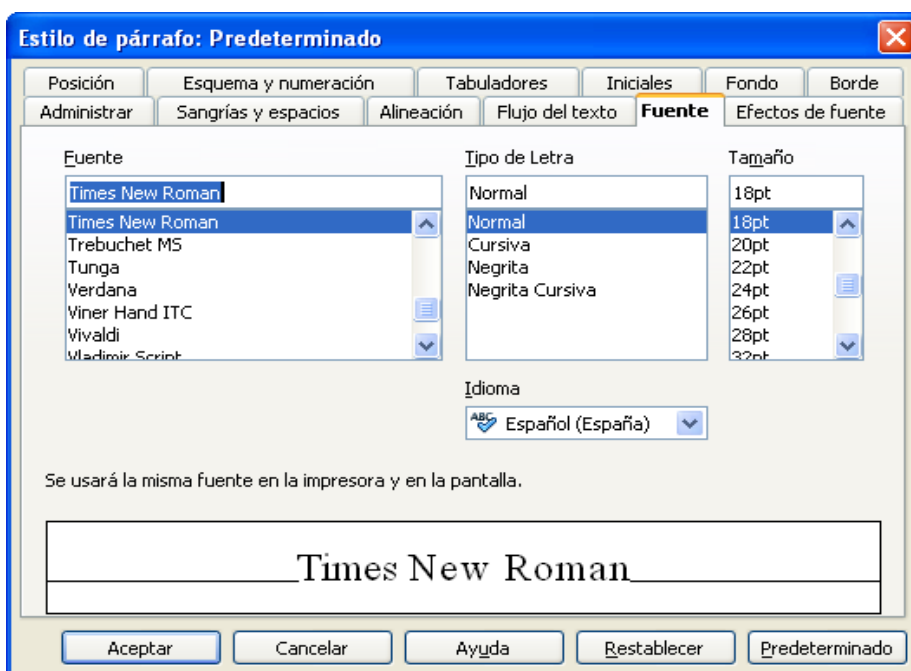 Estilo de párrafo: Predeterminado
Posición Esquema y numeración Tabuladores Iniciales Fondo Borde
Administrar Sangrías y espacios Alineación Flujo del texto Fuente Efectos de fuente
Fuente Tipo de Letra Tamaño
Times New Roman Normal 18pt
Times New Roman Normal 18pt
Trebuchet MS Cursiva 20pt
Tunga Negrita 22pt
Verdana Negrita Cursiva 24pt
Viner Hand ITC 26pt
Vivaldi 28pt
Vladimir Script 32pt
Idioma
ABC Español (España)
Se usará la misma fuente en la impresora y en la pantalla.
Times New Roman
Aceptar Cancelar Ayuda Restablecer Predeterminado